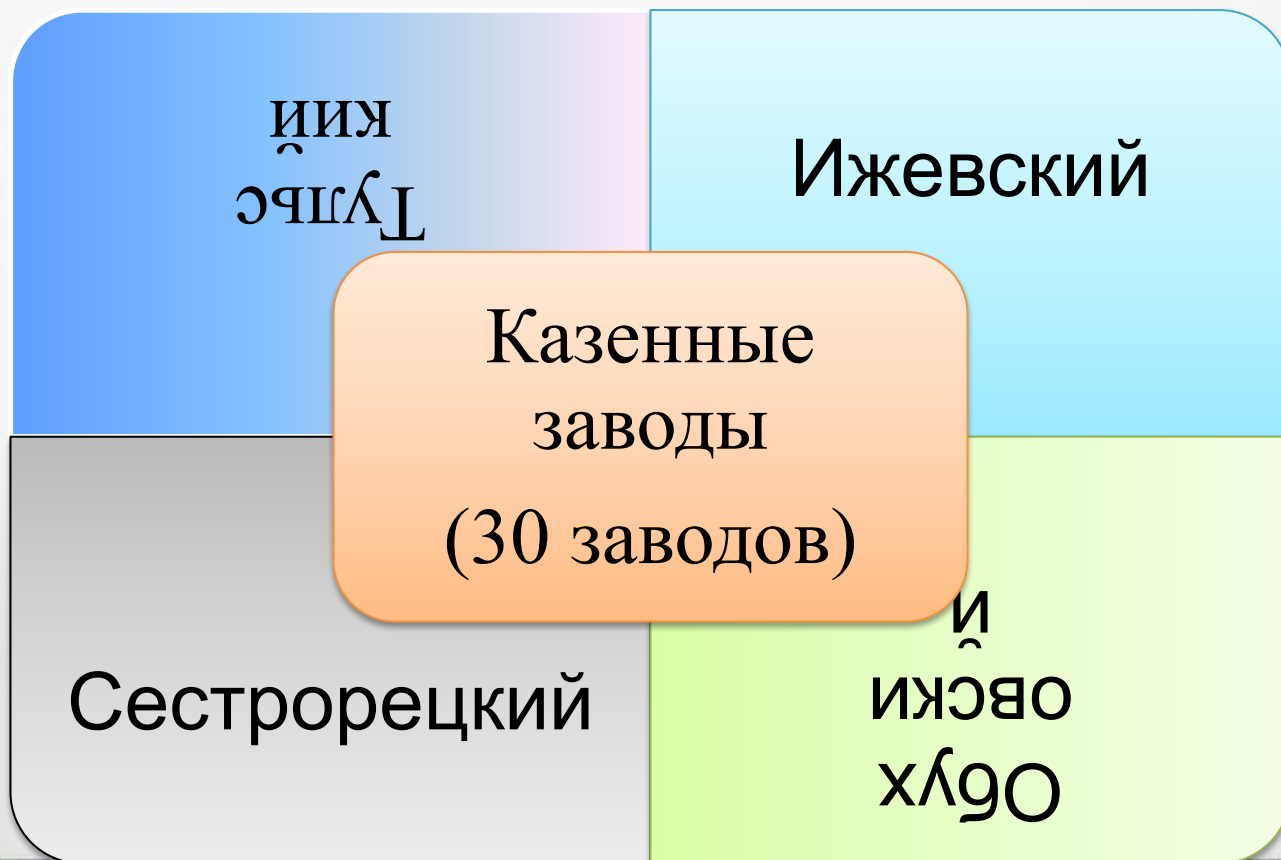 Тульс
кий
Ижевский
Казенные
заводы
(30 заводов)
Сестрорецкий
Обух
овски
й